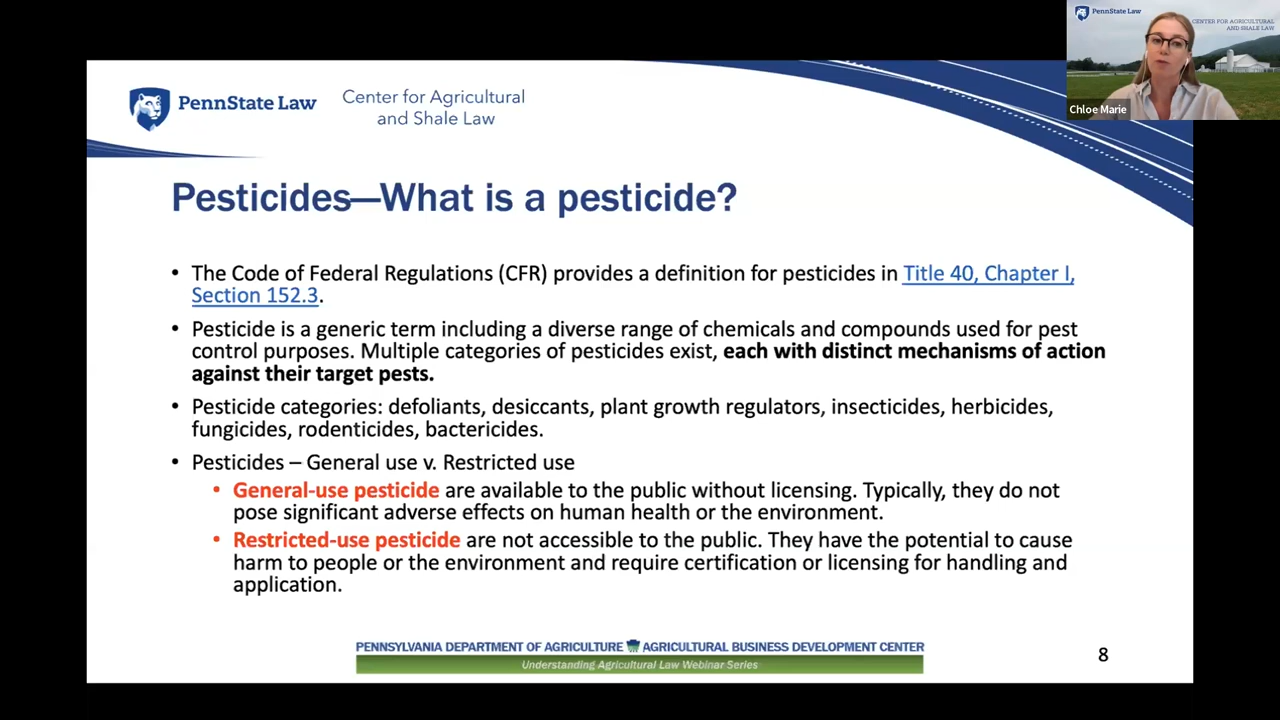 PennState Law
CENTER FOR AGRICULTURAL
AND SHALE LAW
Chloe Marie
PennState Law
Center for Agricultural
and Shale Law
Pesticides—What is a pesticide?
• The Code of Federal Regulations (CFR) provides a definition for pesticides in Title 40, Chapter I,
Section 152.3.
• Pesticide is a generic term including a diverse range of chemicals and compounds used for pest
control purposes. Multiple categories of pesticides exist, each with distinct mechanisms of action
against their target pests.
• Pesticide categories: defoliants, desiccants, plant growth regulators, insecticides, herbicides,
fungicides, rodenticides, bactericides.
• Pesticides – General use v. Restricted use
• General-use pesticide are available to the public without licensing. Typically, they do not
pose significant adverse effects on human health or the environment.
• Restricted-use pesticide are not accessible to the public. They have the potential to cause
harm to people or the environment and require certification or licensing for handling and
application.
PENNSYLVANIA DEPARTMENT OF AGRICULTURE AGRICULTURAL BUSINESS DEVELOPMENT CENTER
Understanding Agricultural Law Webinar Series
8